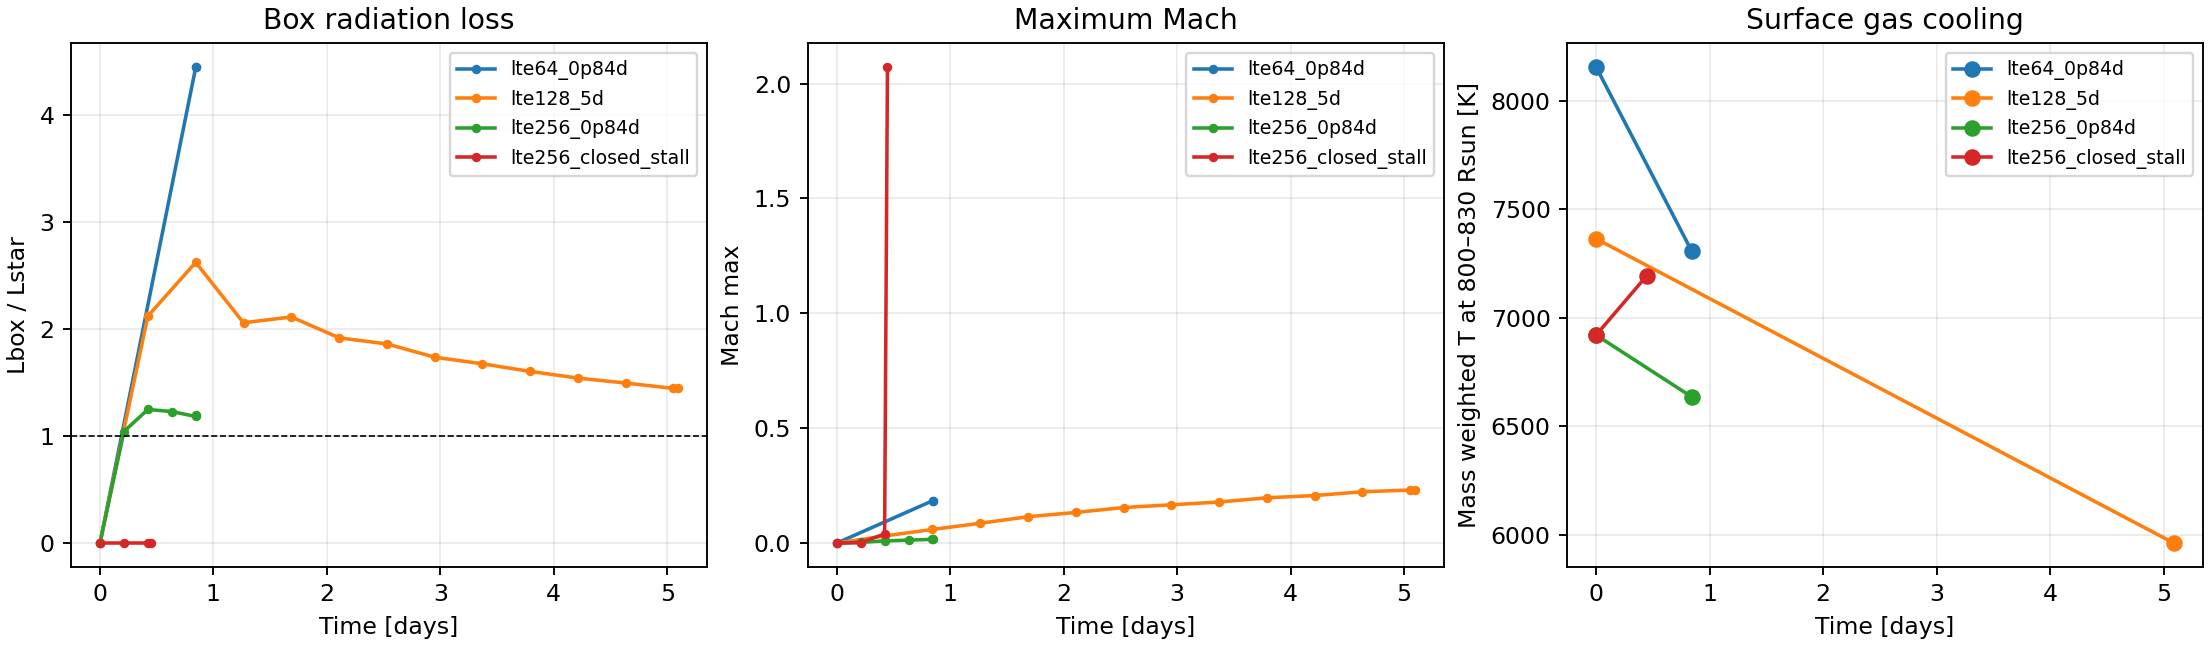 Box radiation loss
Lbox / Lstar
4
3
2
1
0
lte64_0p84d
lte128_5d
lte256_0p84d
lte256_closed_stall
0 1 2 3 4 5
Time [days]
Maximum Mach
Mach max
2.0
1.5
1.0
0.5
0.0
lte64_0p84d
lte128_5d
lte256_0p84d
lte256_closed_stall
0 1 2 3 4 5
Time [days]
Surface gas cooling
Mass weighted T at 800–830 Rsun [K]
8000
7500
7000
6500
6000
lte64_0p84d
lte128_5d
lte256_0p84d
lte256_closed_stall
0 1 2 3 4 5
Time [days]